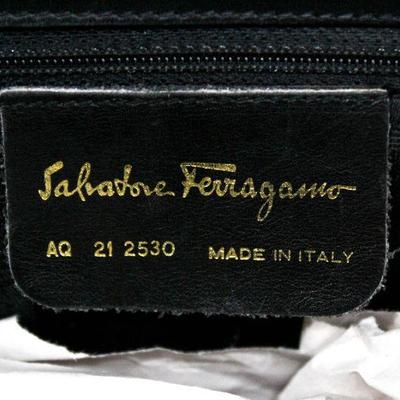 Salvatore Ferragamo
AQ 21 2530 MADE IN ITALY